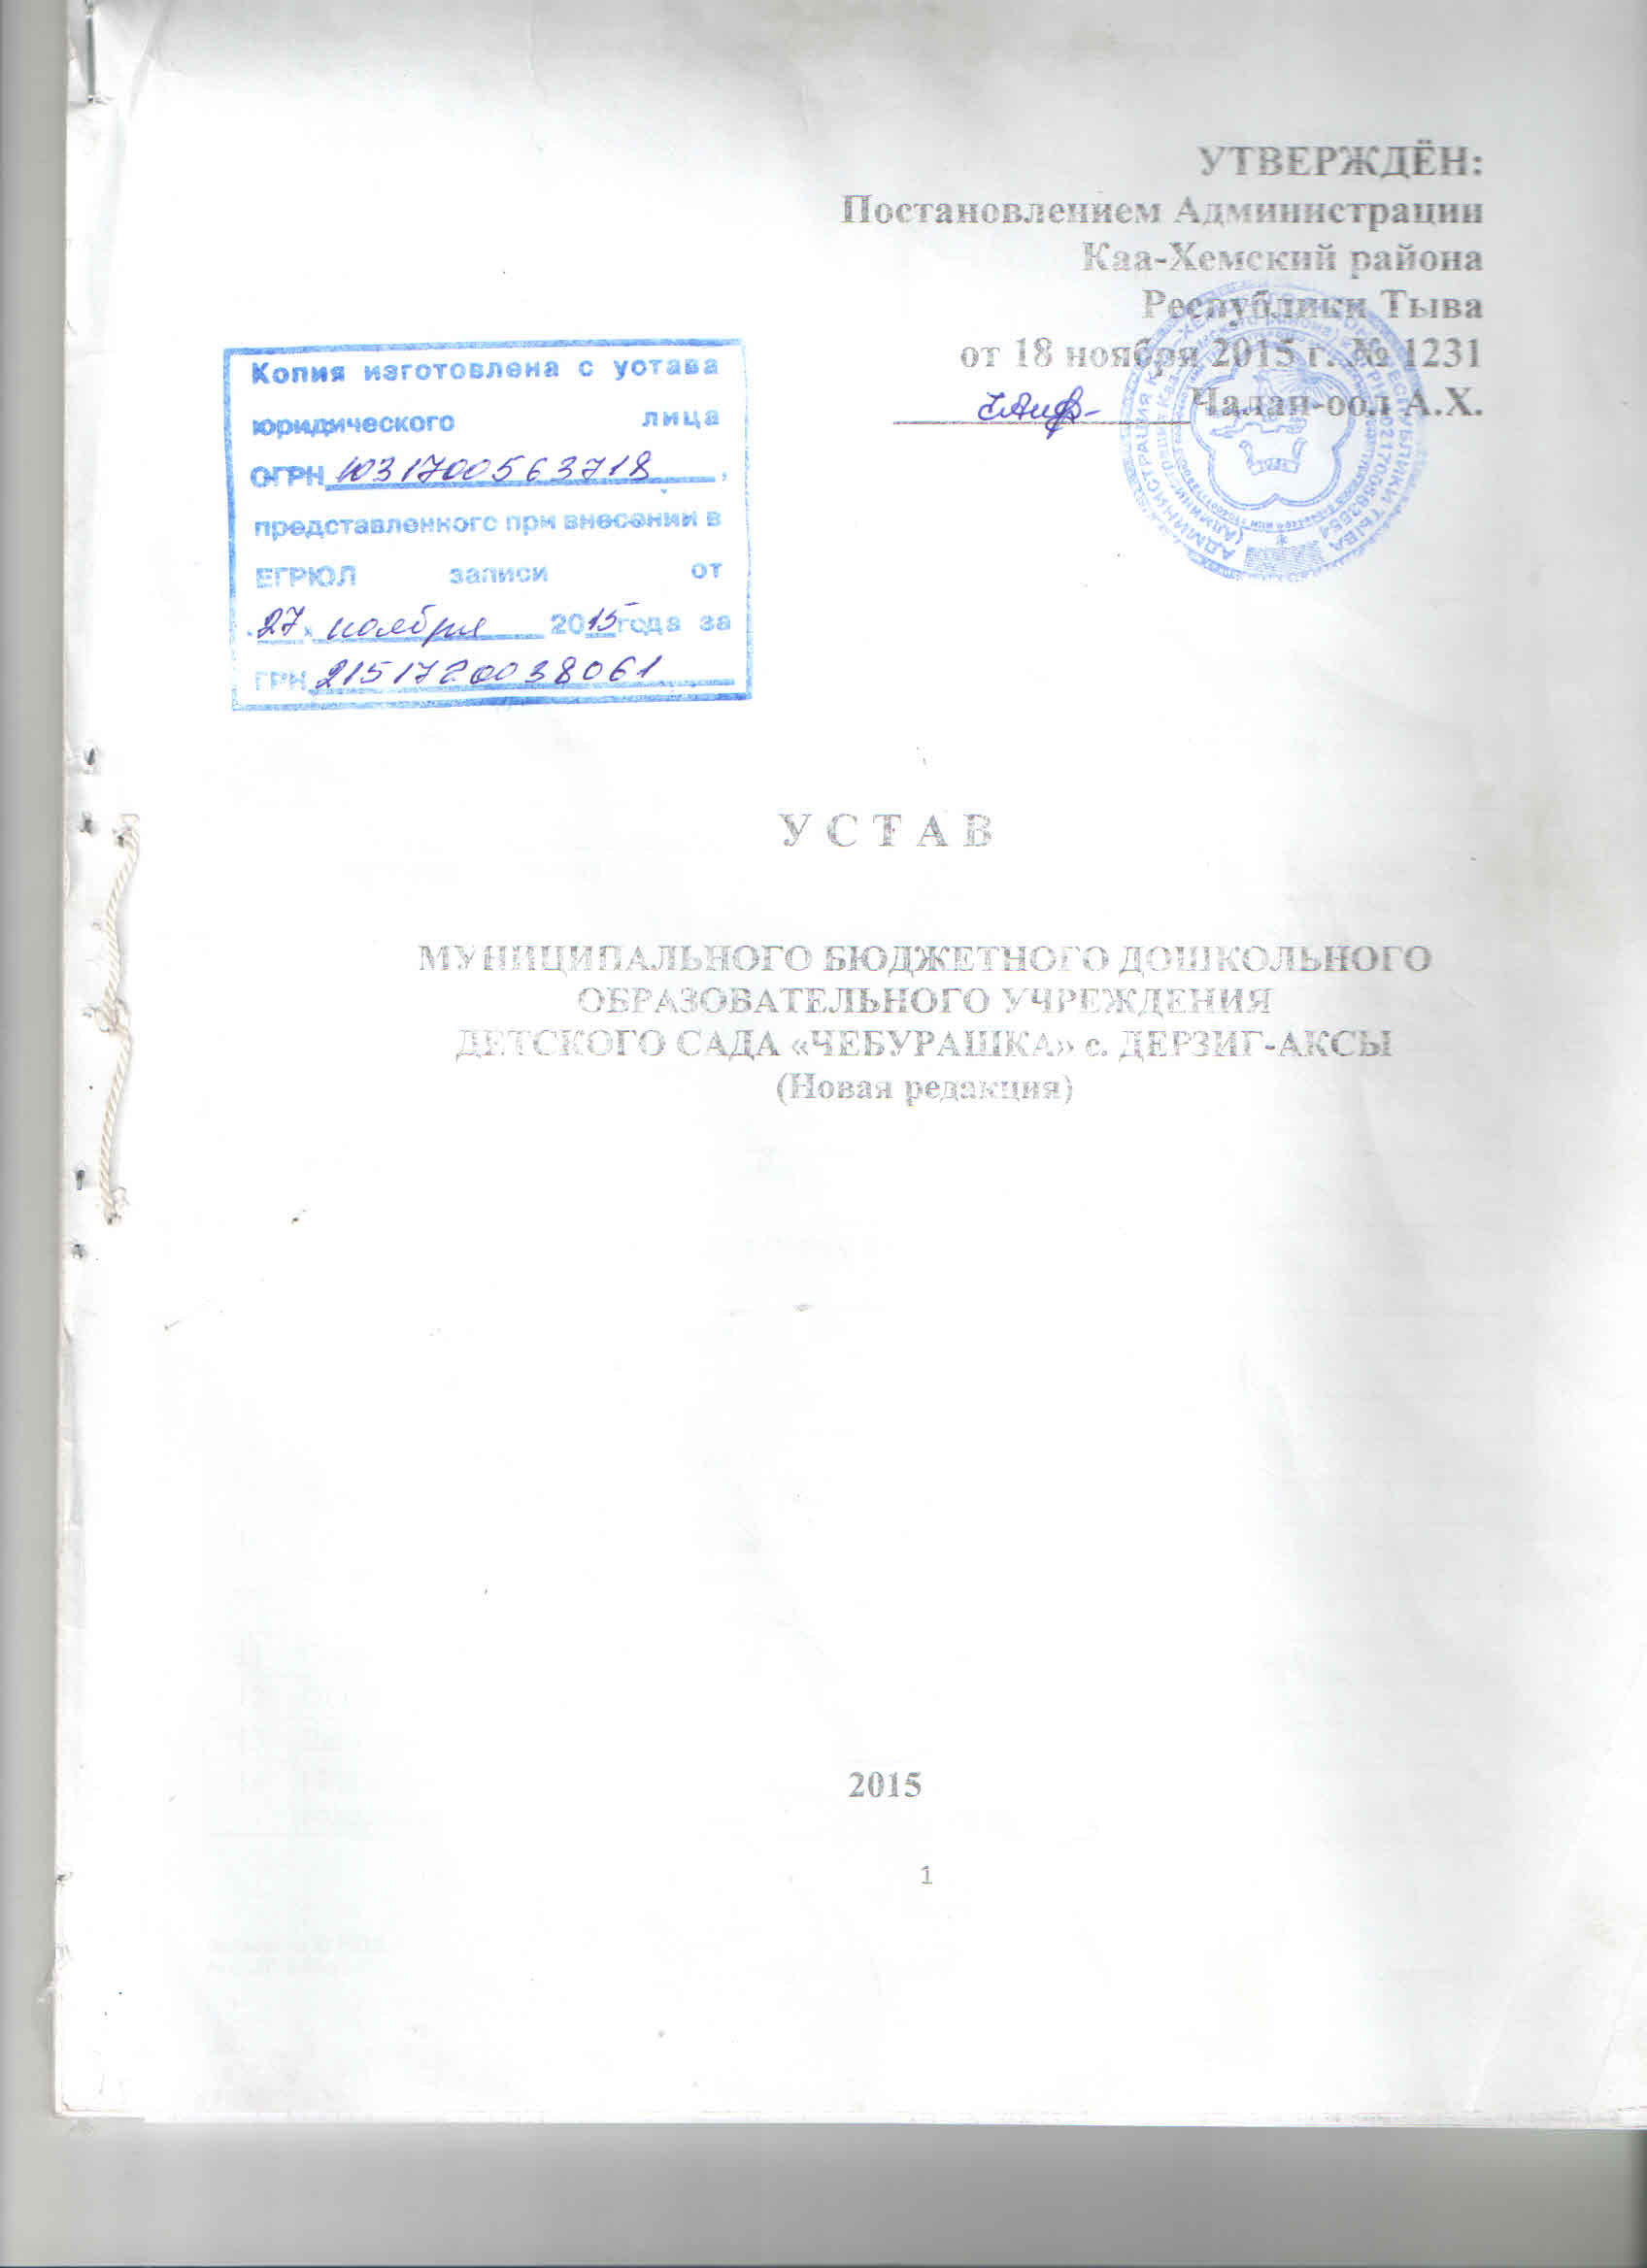 УТВЕРЖДЁН:
Постановлением Администрации
Каа-Хемский района
Республики Тыва
от 18 ноября 2015 г. № 1231
Чадан-оол А.Х.
Копия изготовлена с устава
юридического лица
ОГРН 1031700563718,
представленного при внесении в
ЕГРЮЛ записи от
"27" ноября 2015 года за
ГРН 2151720038061
У С Т А В
МУНИЦИПАЛЬНОГО БЮДЖЕТНОГО ДОШКОЛЬНОГО
ОБРАЗОВАТЕЛЬНОГО УЧРЕЖДЕНИЯ
ДЕТСКОГО САДА «ЧЕБУРАШКА» с. ДЕРЗИГ-АКСЫ
(Новая редакция)
2015
1